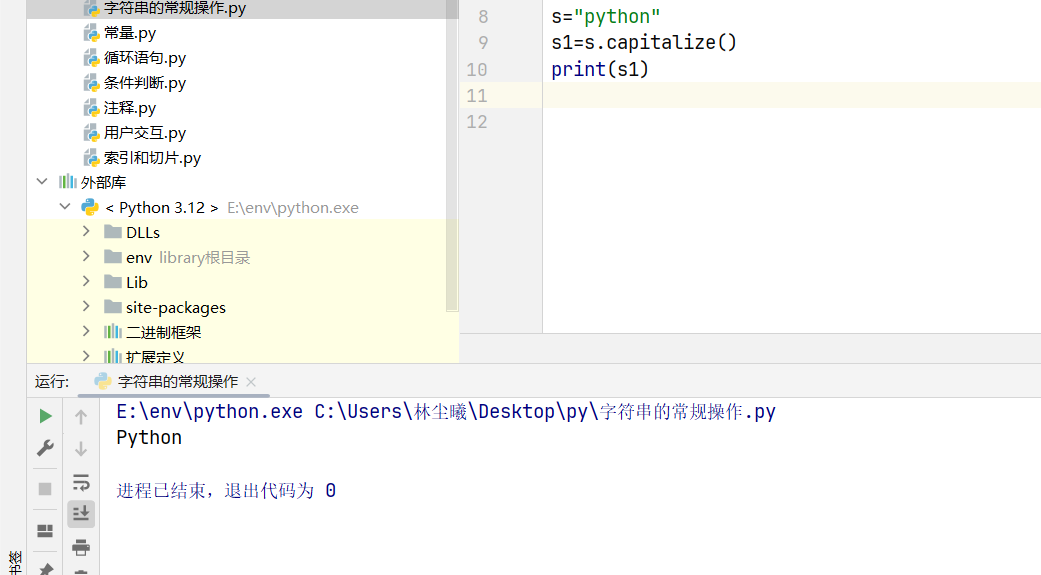 字符串的常规操作.py
常量.py
循环语句.py
条件判断.py
注释.py
用户交互.py
索引和切片.py
外部库
< Python 3.12 > E:\env\python.exe
DLLs
env library根目录
Lib
site-packages
二进制框架
扩展定义
8 s="python"
9 s1=s.capitalize()
10 print(s1)
11
12
运行: 字符串的常规操作
E:\env\python.exe C:\Users\林尘曦\Desktop\py\字符串的常规操作.py
Python
进程已结束，退出代码为 0
书签